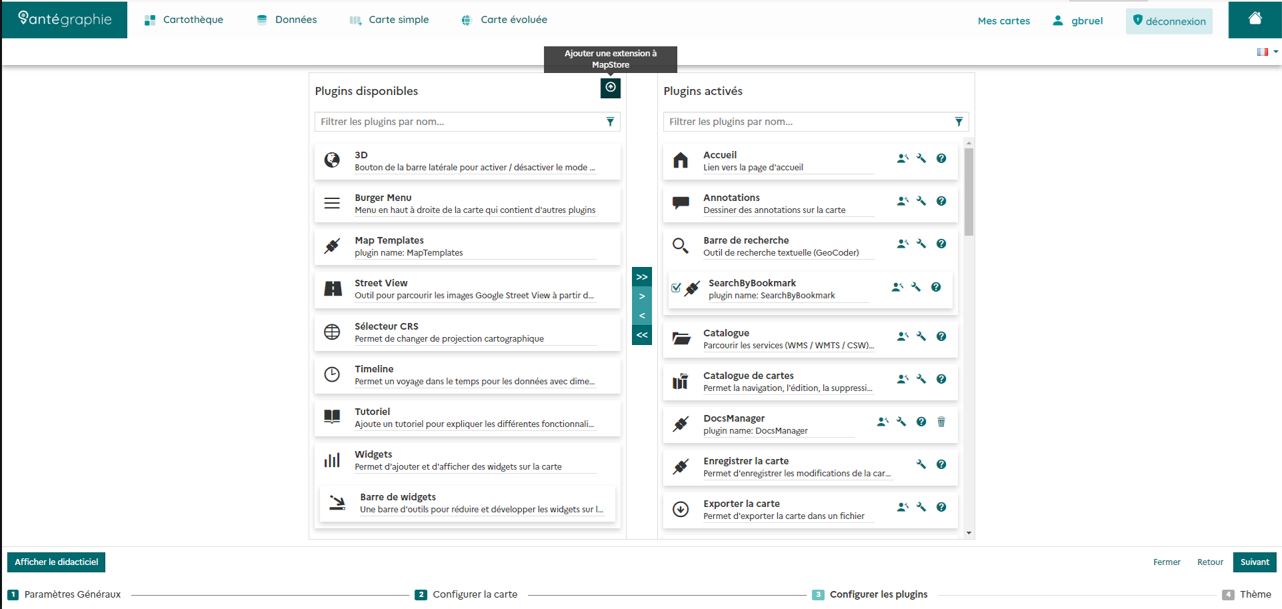 Santégraphie
Cartothèque
Données
Carte simple
Carte évoluée
Mes cartes
gbruel
déconnexion
Ajouter une extension à
MapStore
Plugins disponibles
Filtrer les plugins par nom...
3D
Bouton de la barre latérale pour activer / désactiver le mode ...
Burger Menu
Menu en haut à droite de la carte qui contient d'autres plugins
Map Templates
plugin name: MapTemplates
Street View
Outil pour parcourir les images Google Street View à partir d...
Sélecteur CRS
Permet de changer de projection cartographique
Timeline
Permet un voyage dans le temps pour les données avec dime...
Tutoriel
Ajoute un tutoriel pour expliquer les différentes fonctionnali...
Widgets
Permet d'ajouter et d'afficher des widgets sur la carte
Barre de widgets
Une barre d'outils pour réduire et développer les widgets sur l...
>>
>
<
<<
Plugins activés
Filtrer les plugins par nom...
Accueil
Lien vers la page d'accueil
Annotations
Dessiner des annotations sur la carte
Barre de recherche
Outil de recherche textuelle (GeoCoder)
SearchByBookmark
plugin name: SearchByBookmark
Catalogue
Parcourir les services (WMS / WMTS / CSW)...
Catalogue de cartes
Permet la navigation, l'édition, la suppressi...
DocsManager
plugin name: DocsManager
Enregistrer la carte
Permet d'enregistrer les modifications de la car...
Exporter la carte
Permet d'exporter la carte dans un fichier
Afficher le didacticiel
Fermer
Retour
Suivant
1 Paramètres Généraux
2 Configurer la carte
3 Configurer les plugins
4 Thème